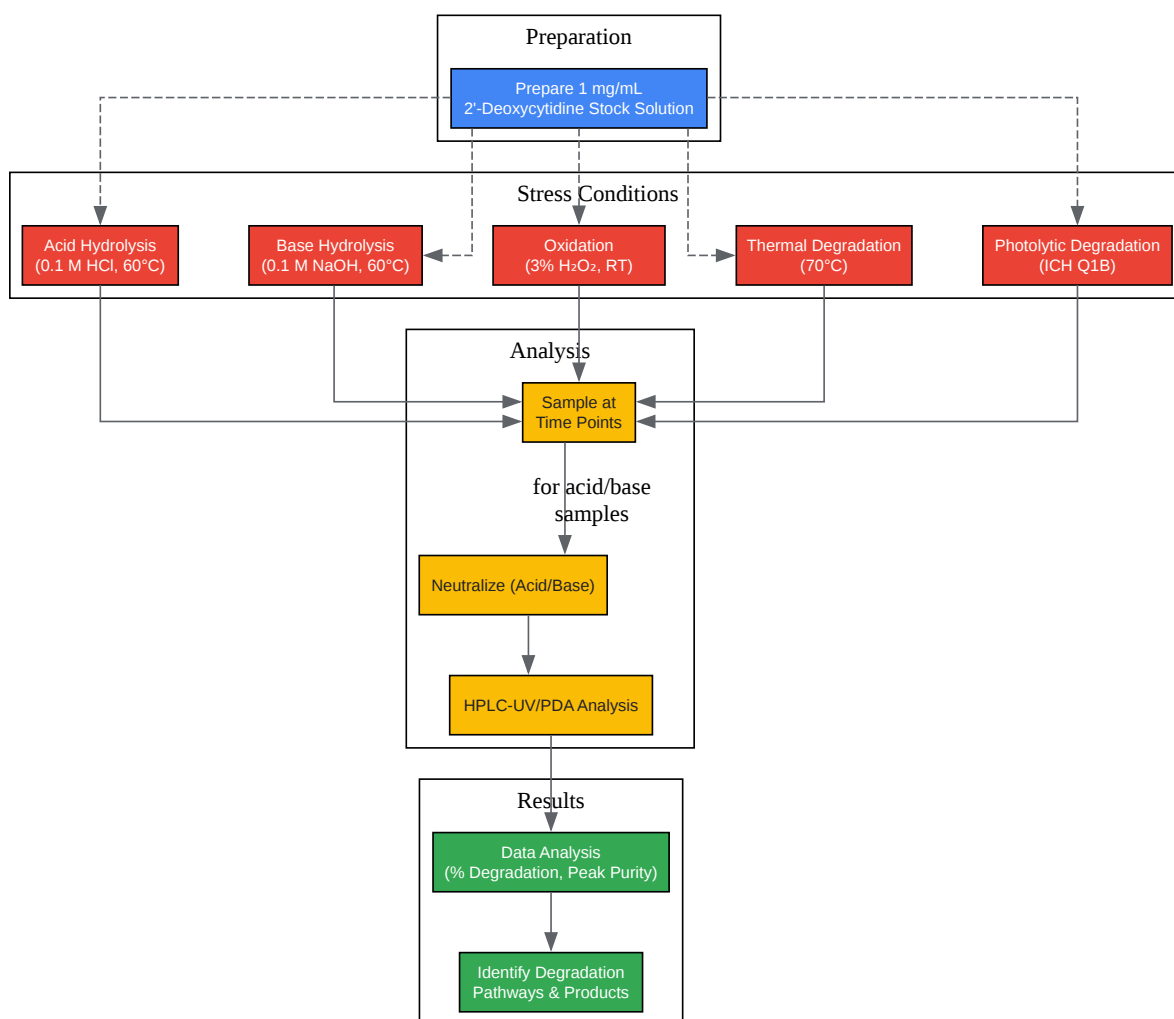 Preparation
Prepare 1 mg/mL
2'-Deoxycytidine Stock Solution
Stress Conditions
Acid Hydrolysis
(0.1 M HCl, 60°C)
Base Hydrolysis
(0.1 M NaOH, 60°C)
Oxidation
(3% H₂O₂, RT)
Thermal Degradation
(70°C)
Photolytic Degradation
(ICH Q1B)
Analysis
Sample at
Time Points
for acid/base
samples
Neutralize (Acid/Base)
HPLC-UV/PDA Analysis
Results
Data Analysis
(% Degradation, Peak Purity)
Identify Degradation
Pathways & Products